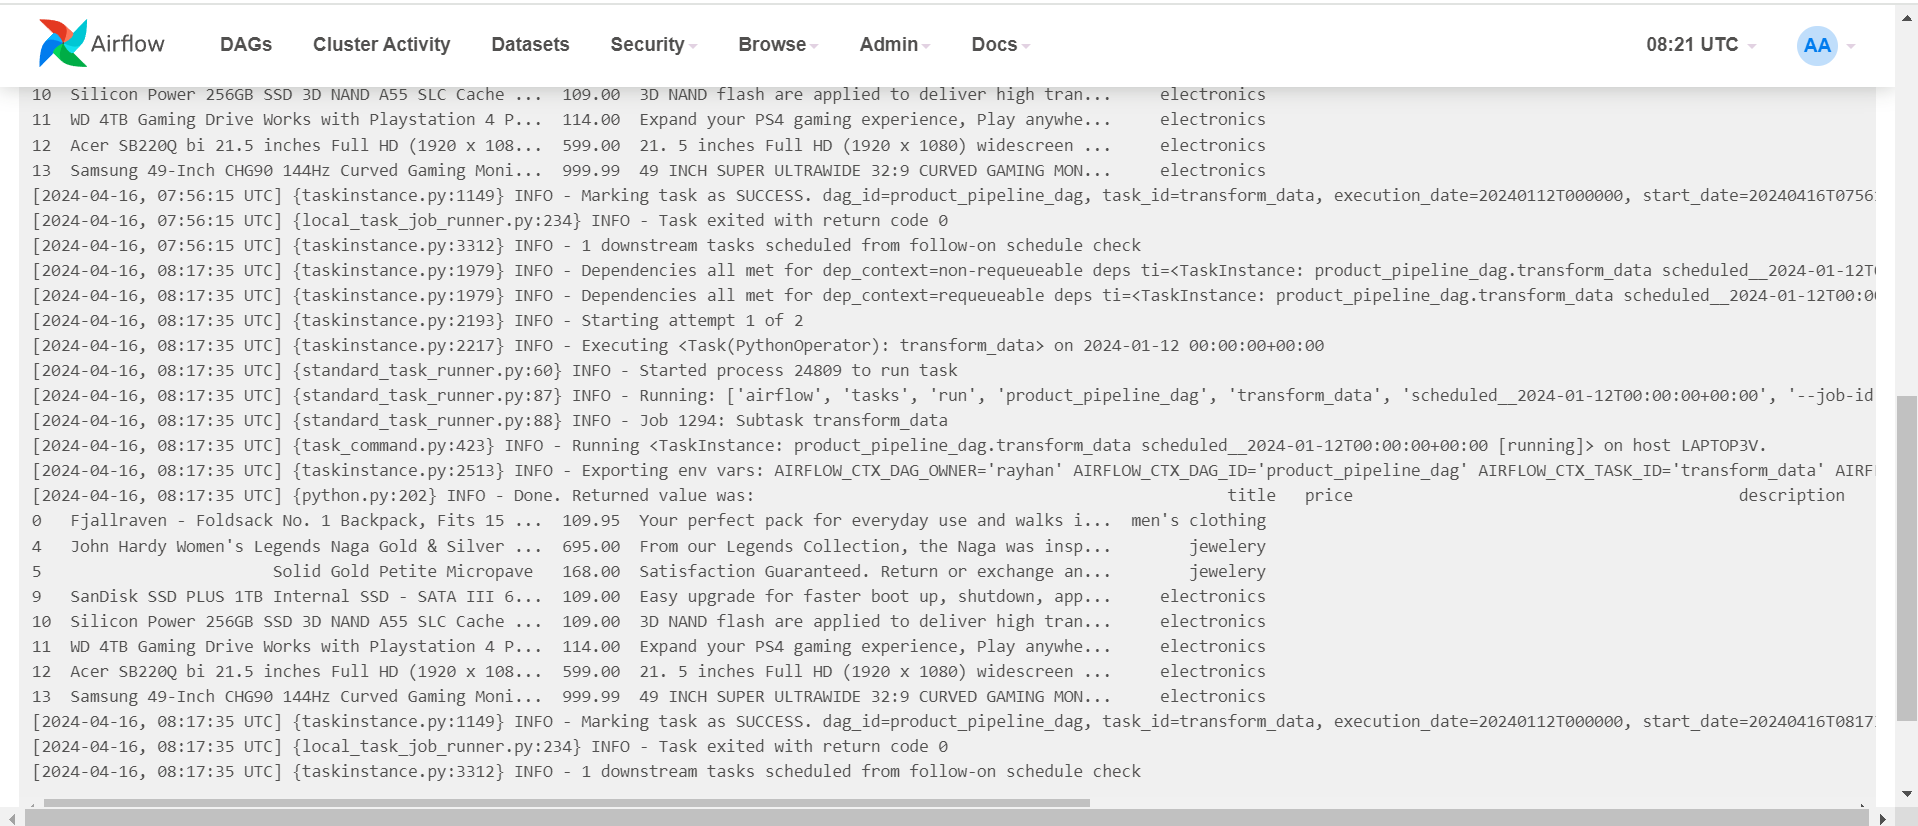 Airflow DAGs Cluster Activity Datasets Security Browse Admin Docs 08:21 UTC AA
10 Silicon Power 256GB SSD 3D NAND A55 SLC Cache ... 109.00 3D NAND flash are applied to deliver high tran... electronics
11 WD 4TB Gaming Drive Works with Playstation 4 P... 114.00 Expand your PS4 gaming experience, Play anywhe... electronics
12 Acer SB220Q bi 21.5 inches Full HD (1920 x 108... 599.00 21. 5 inches Full HD (1920 x 1080) widescreen ... electronics
13 Samsung 49-Inch CHG90 144Hz Curved Gaming Moni... 999.99 49 INCH SUPER ULTRAWIDE 32:9 CURVED GAMING MON... electronics
[2024-04-16, 07:56:15 UTC] {taskinstance.py:1149} INFO - Marking task as SUCCESS. dag_id=product_pipeline_dag, task_id=transform_data, execution_date=20240112T000000, start_date=20240416T0756
[2024-04-16, 07:56:15 UTC] {local_task_job_runner.py:234} INFO - Task exited with return code 0
[2024-04-16, 07:56:15 UTC] {taskinstance.py:3312} INFO - 1 downstream tasks scheduled from follow-on schedule check
[2024-04-16, 08:17:35 UTC] {taskinstance.py:1979} INFO - Dependencies all met for dep_context=non-requeueable deps ti=<TaskInstance: product_pipeline_dag.transform_data scheduled__2024-01-12T
[2024-04-16, 08:17:35 UTC] {taskinstance.py:1979} INFO - Dependencies all met for dep_context=requeueable deps ti=<TaskInstance: product_pipeline_dag.transform_data scheduled__2024-01-12T00:0
[2024-04-16, 08:17:35 UTC] {taskinstance.py:2193} INFO - Starting attempt 1 of 2
[2024-04-16, 08:17:35 UTC] {taskinstance.py:2217} INFO - Executing <Task(PythonOperator): transform_data> on 2024-01-12 00:00:00+00:00
[2024-04-16, 08:17:35 UTC] {standard_task_runner.py:60} INFO - Started process 24809 to run task
[2024-04-16, 08:17:35 UTC] {standard_task_runner.py:87} INFO - Running: ['airflow', 'tasks', 'run', 'product_pipeline_dag', 'transform_data', 'scheduled__2024-01-12T00:00:00+00:00', '--job-id
[2024-04-16, 08:17:35 UTC] {standard_task_runner.py:88} INFO - Job 1294: Subtask transform_data
[2024-04-16, 08:17:35 UTC] {task_command.py:423} INFO - Running <TaskInstance: product_pipeline_dag.transform_data scheduled__2024-01-12T00:00:00+00:00 [running]> on host LAPTOP3V.
[2024-04-16, 08:17:35 UTC] {taskinstance.py:2513} INFO - Exporting env vars: AIRFLOW_CTX_DAG_OWNER='rayhan' AIRFLOW_CTX_DAG_ID='product_pipeline_dag' AIRFLOW_CTX_TASK_ID='transform_data' AIRF
[2024-04-16, 08:17:35 UTC] {python.py:202} INFO - Done. Returned value was: title price description
0 Fjallraven - Foldsack No. 1 Backpack, Fits 15 ... 109.95 Your perfect pack for everyday use and walks i... men's clothing
4 John Hardy Women's Legends Naga Gold & Silver ... 695.00 From our Legends Collection, the Naga was insp... jewelery
5 Solid Gold Petite Micropave 168.00 Satisfaction Guaranteed. Return or exchange an... jewelery
9 SanDisk SSD PLUS 1TB Internal SSD - SATA III 6... 109.00 Easy upgrade for faster boot up, shutdown, app... electronics
10 Silicon Power 256GB SSD 3D NAND A55 SLC Cache ... 109.00 3D NAND flash are applied to deliver high tran... electronics
11 WD 4TB Gaming Drive Works with Playstation 4 P... 114.00 Expand your PS4 gaming experience, Play anywhe... electronics
12 Acer SB220Q bi 21.5 inches Full HD (1920 x 108... 599.00 21. 5 inches Full HD (1920 x 1080) widescreen ... electronics
13 Samsung 49-Inch CHG90 144Hz Curved Gaming Moni... 999.99 49 INCH SUPER ULTRAWIDE 32:9 CURVED GAMING MON... electronics
[2024-04-16, 08:17:35 UTC] {taskinstance.py:1149} INFO - Marking task as SUCCESS. dag_id=product_pipeline_dag, task_id=transform_data, execution_date=20240112T000000, start_date=20240416T0817
[2024-04-16, 08:17:35 UTC] {local_task_job_runner.py:234} INFO - Task exited with return code 0
[2024-04-16, 08:17:35 UTC] {taskinstance.py:3312} INFO - 1 downstream tasks scheduled from follow-on schedule check